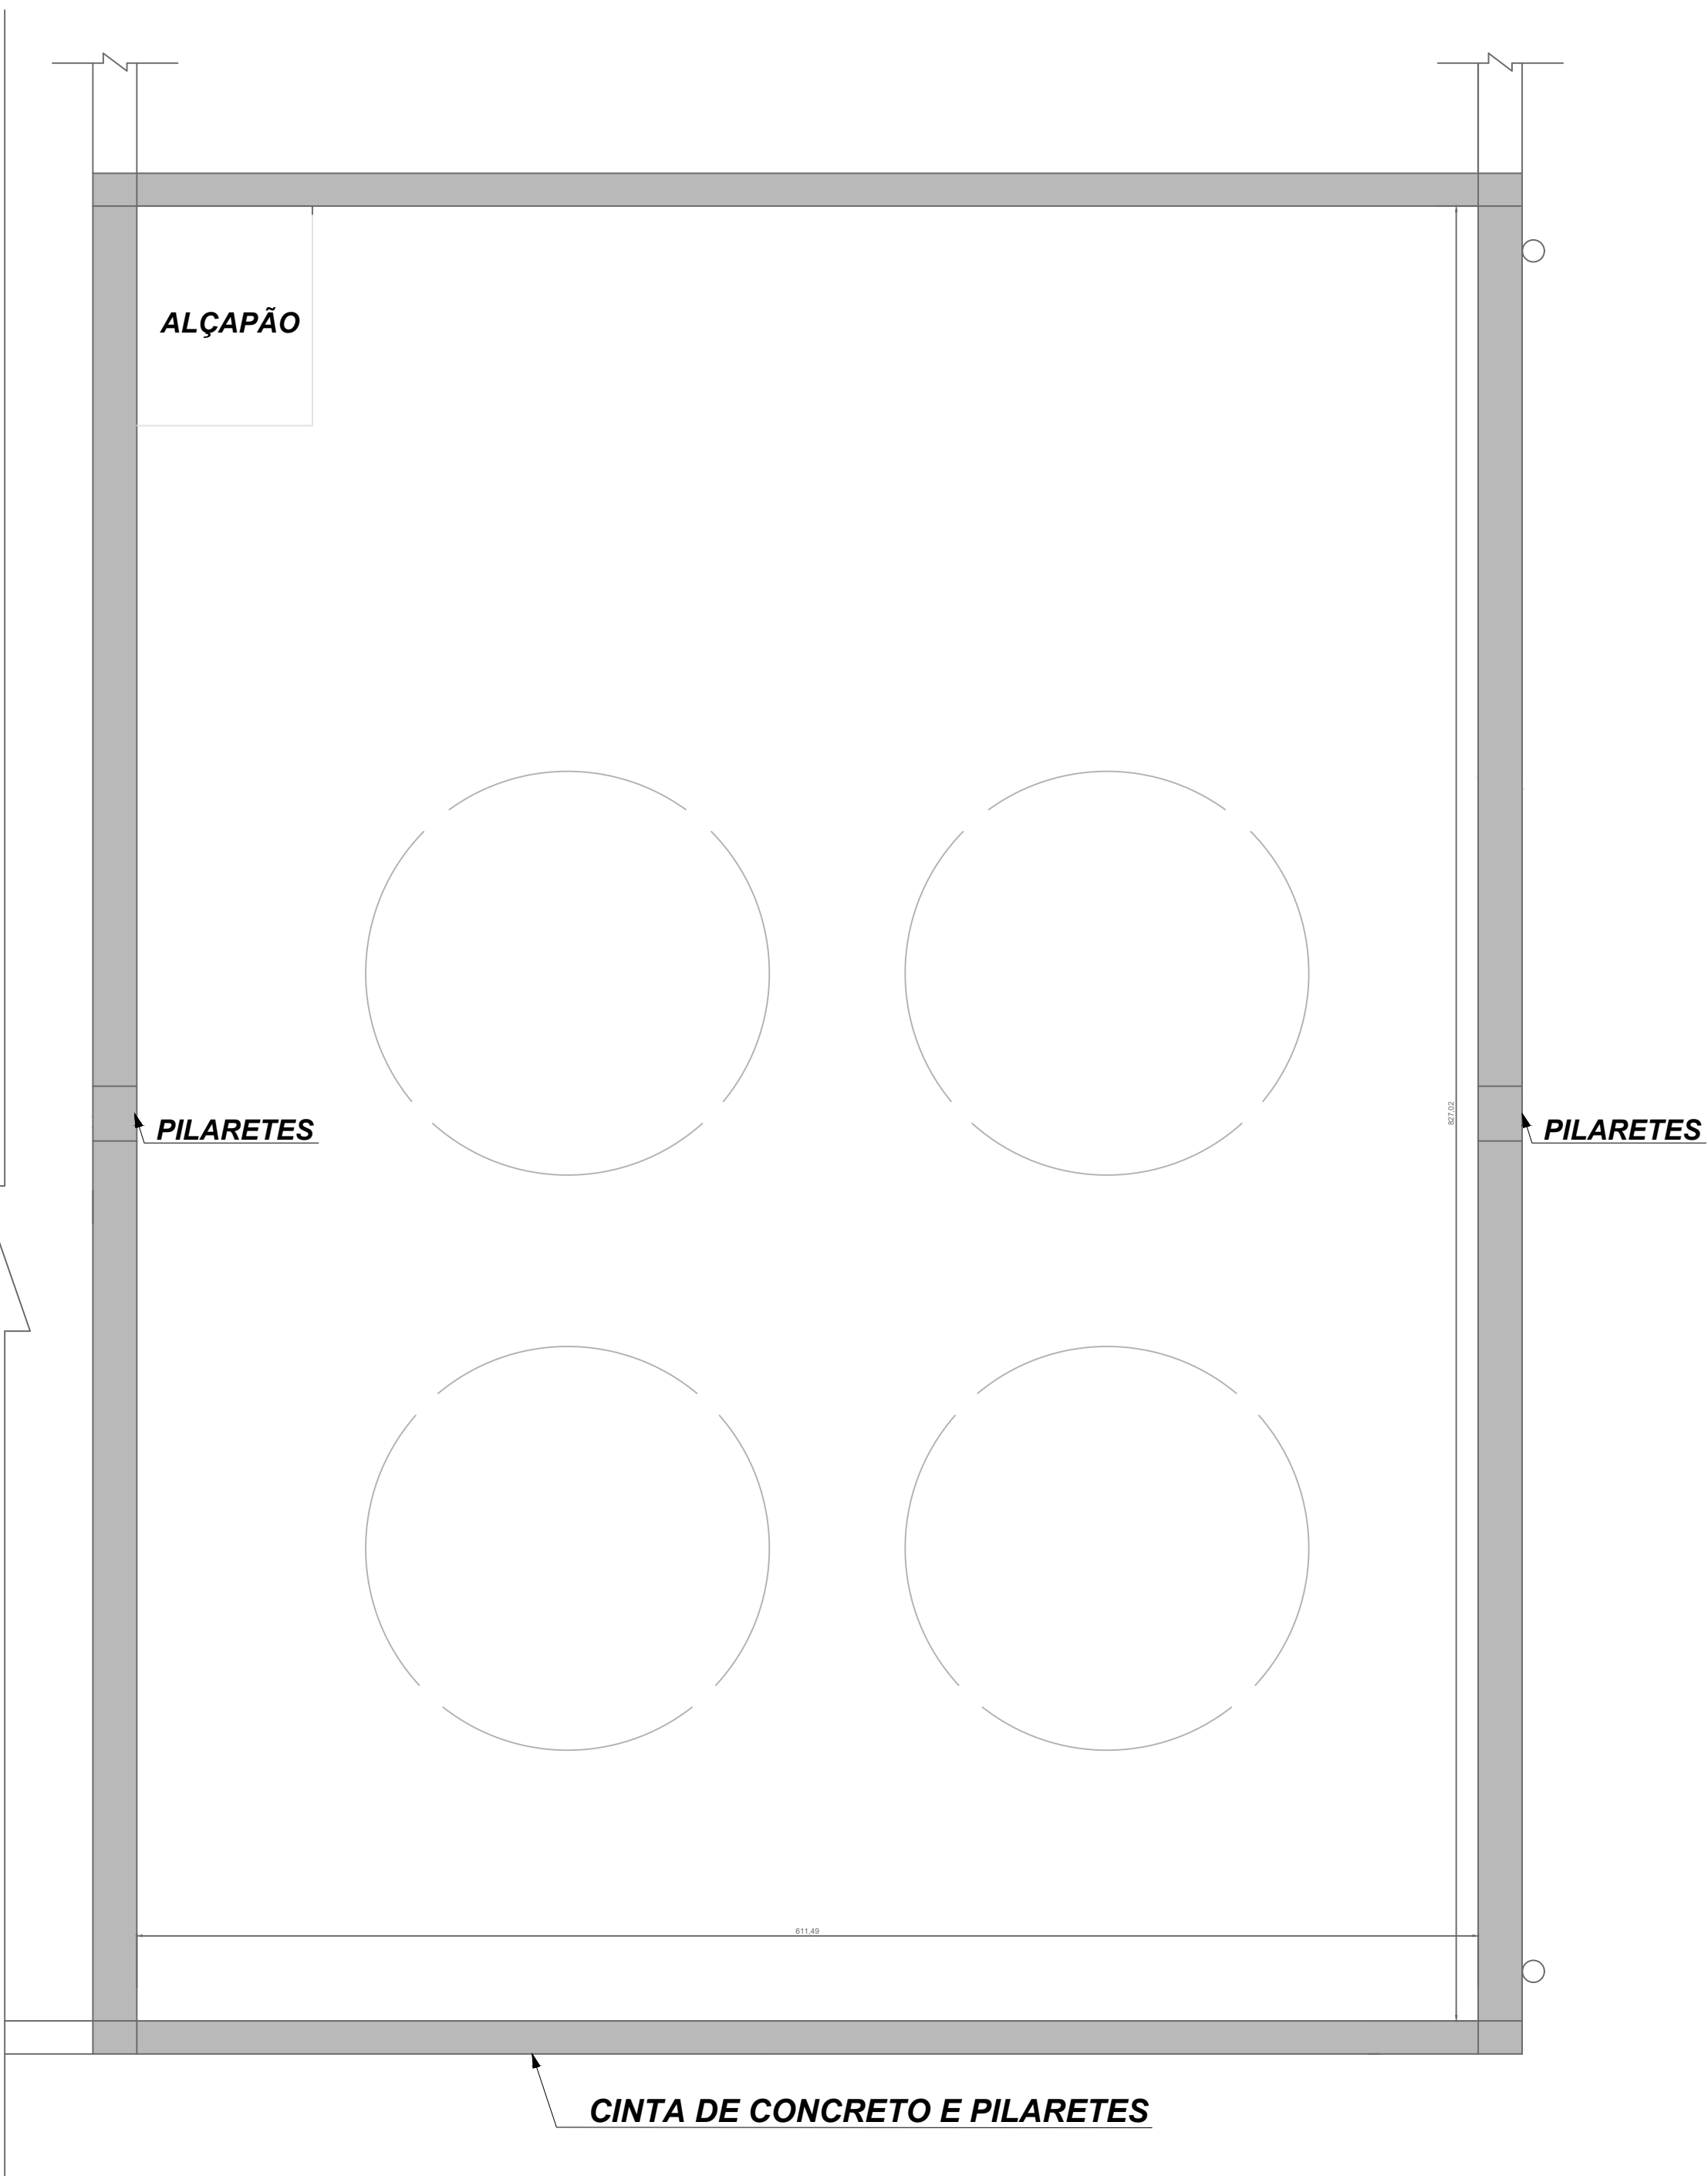 ALÇAPÃO
827,02
PILARETES
PILARETES
611,49
CINTA DE CONCRETO E PILARETES